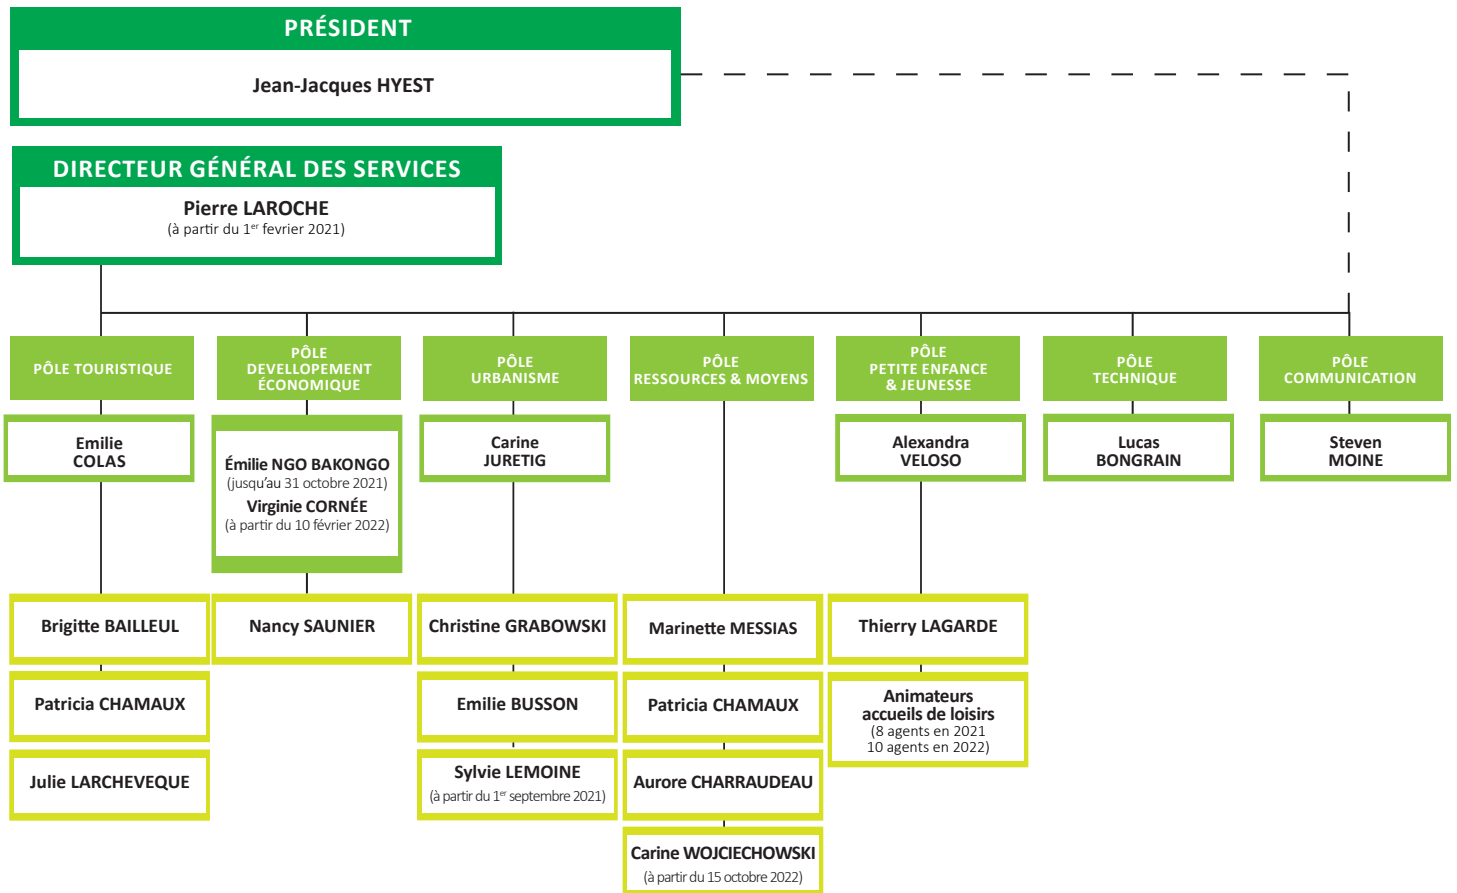 PRÉSIDENT
Jean-Jacques HYEST
DIRECTEUR GÉNÉRAL DES SERVICES
Pierre LAROCHE
(à partir du 1er fevrier 2021)
PÔLE TOURISTIQUE
PÔLE
DEVELLOPEMENT
ÉCONOMIQUE
PÔLE
URBANISME
PÔLE
RESSOURCES & MOYENS
PÔLE
PETITE ENFANCE
& JEUNESSE
PÔLE
TECHNIQUE
PÔLE
COMMUNICATION
Emilie
COLAS
Émilie NGO BAKONGO
(jusqu'au 31 octobre 2021)
Virginie CORNÉE
(à partir du 10 février 2022)
Carine
JURETIG
Alexandra
VELOSO
Lucas
BONGRAIN
Steven
MOINE
Brigitte BAILLEUL
Nancy SAUNIER
Christine GRABOWSKI
Marinette MESSIAS
Thierry LAGARDE
Patricia CHAMAUX
Emilie BUSSON
Patricia CHAMAUX
Animateurs
accueils de loisirs
(8 agents en 2021
10 agents en 2022)
Julie LARCHEVEQUE
Sylvie LEMOINE
(à partir du 1er septembre 2021)
Aurore CHARRAUDEAU
Carine WOJCIECHOWSKI
(à partir du 15 octobre 2022)